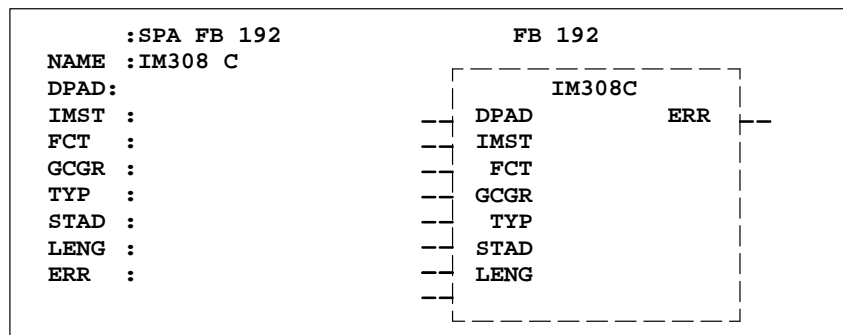 :SPA FB 192
NAME :IM308 C
DPAD:
IMST :
FCT :
GCGR :
TYP :
STAD :
LENG :
ERR :
FB 192
IM308C
DPAD ERR
IMST
FCT
GCGR
TYP
STAD
LENG